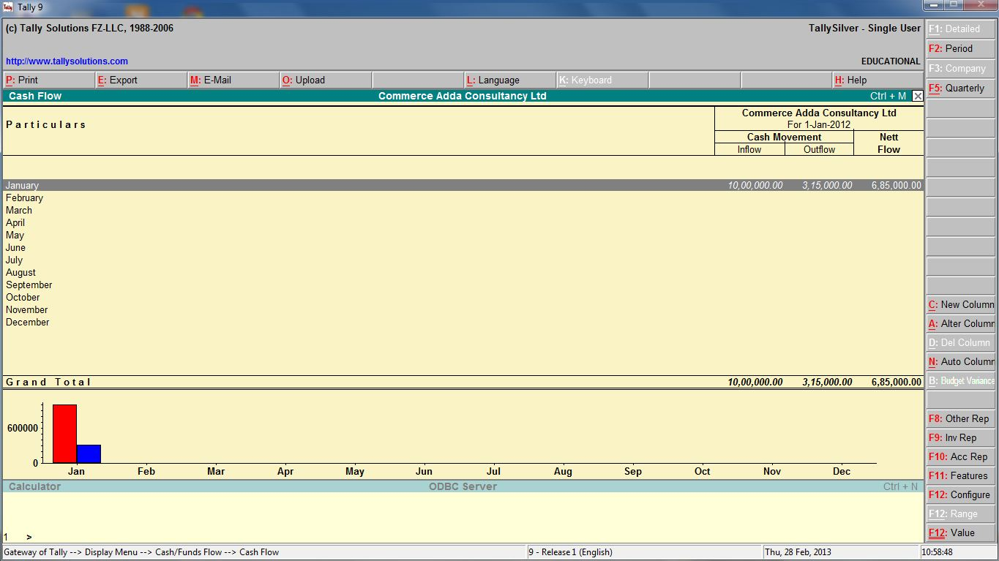 Tally 9
(c) Tally Solutions FZ-LLC, 1988-2006
TallySilver - Single User
http://www.tallysolutions.com
EDUCATIONAL
P: Print E: Export M: E-Mail O: Upload L: Language K: Keyboard H: Help
Cash Flow Commerce Adda Consultancy Ltd Ctrl + M
Particulars
Commerce Adda Consultancy Ltd
For 1-Jan-2012
Cash Movement Nett
Inflow Outflow Flow
January 10,00,000.00 3,15,000.00 6,85,000.00
February
March
April
May
June
July
August
September
October
November
December
Grand Total 10,00,000.00 3,15,000.00 6,85,000.00
600000
0
Jan Feb Mar Apr May Jun Jul Aug Sep Oct Nov Dec
Calculator ODBC Server Ctrl + N
1 >
Gateway of Tally --> Display Menu --> Cash/Funds Flow --> Cash Flow 9 - Release 1 (English) Thu, 28 Feb, 2013 10:58:48
F1: Detailed
F2: Period
F3: Company
F5: Quarterly
C: New Column
A: Alter Column
D: Del Column
N: Auto Column
B: Budget Variance
F8: Other Rep
F9: Inv Rep
F10: Acc Rep
F11: Features
F12: Configure
F12: Range
F12: Value